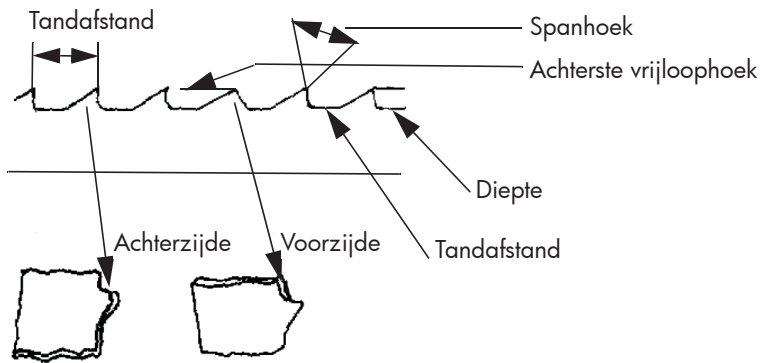 Tandafstand
Spanhoek
Achterste vrijloophoek
Diepte
Achterzijde
Voorzijde
Tandafstand